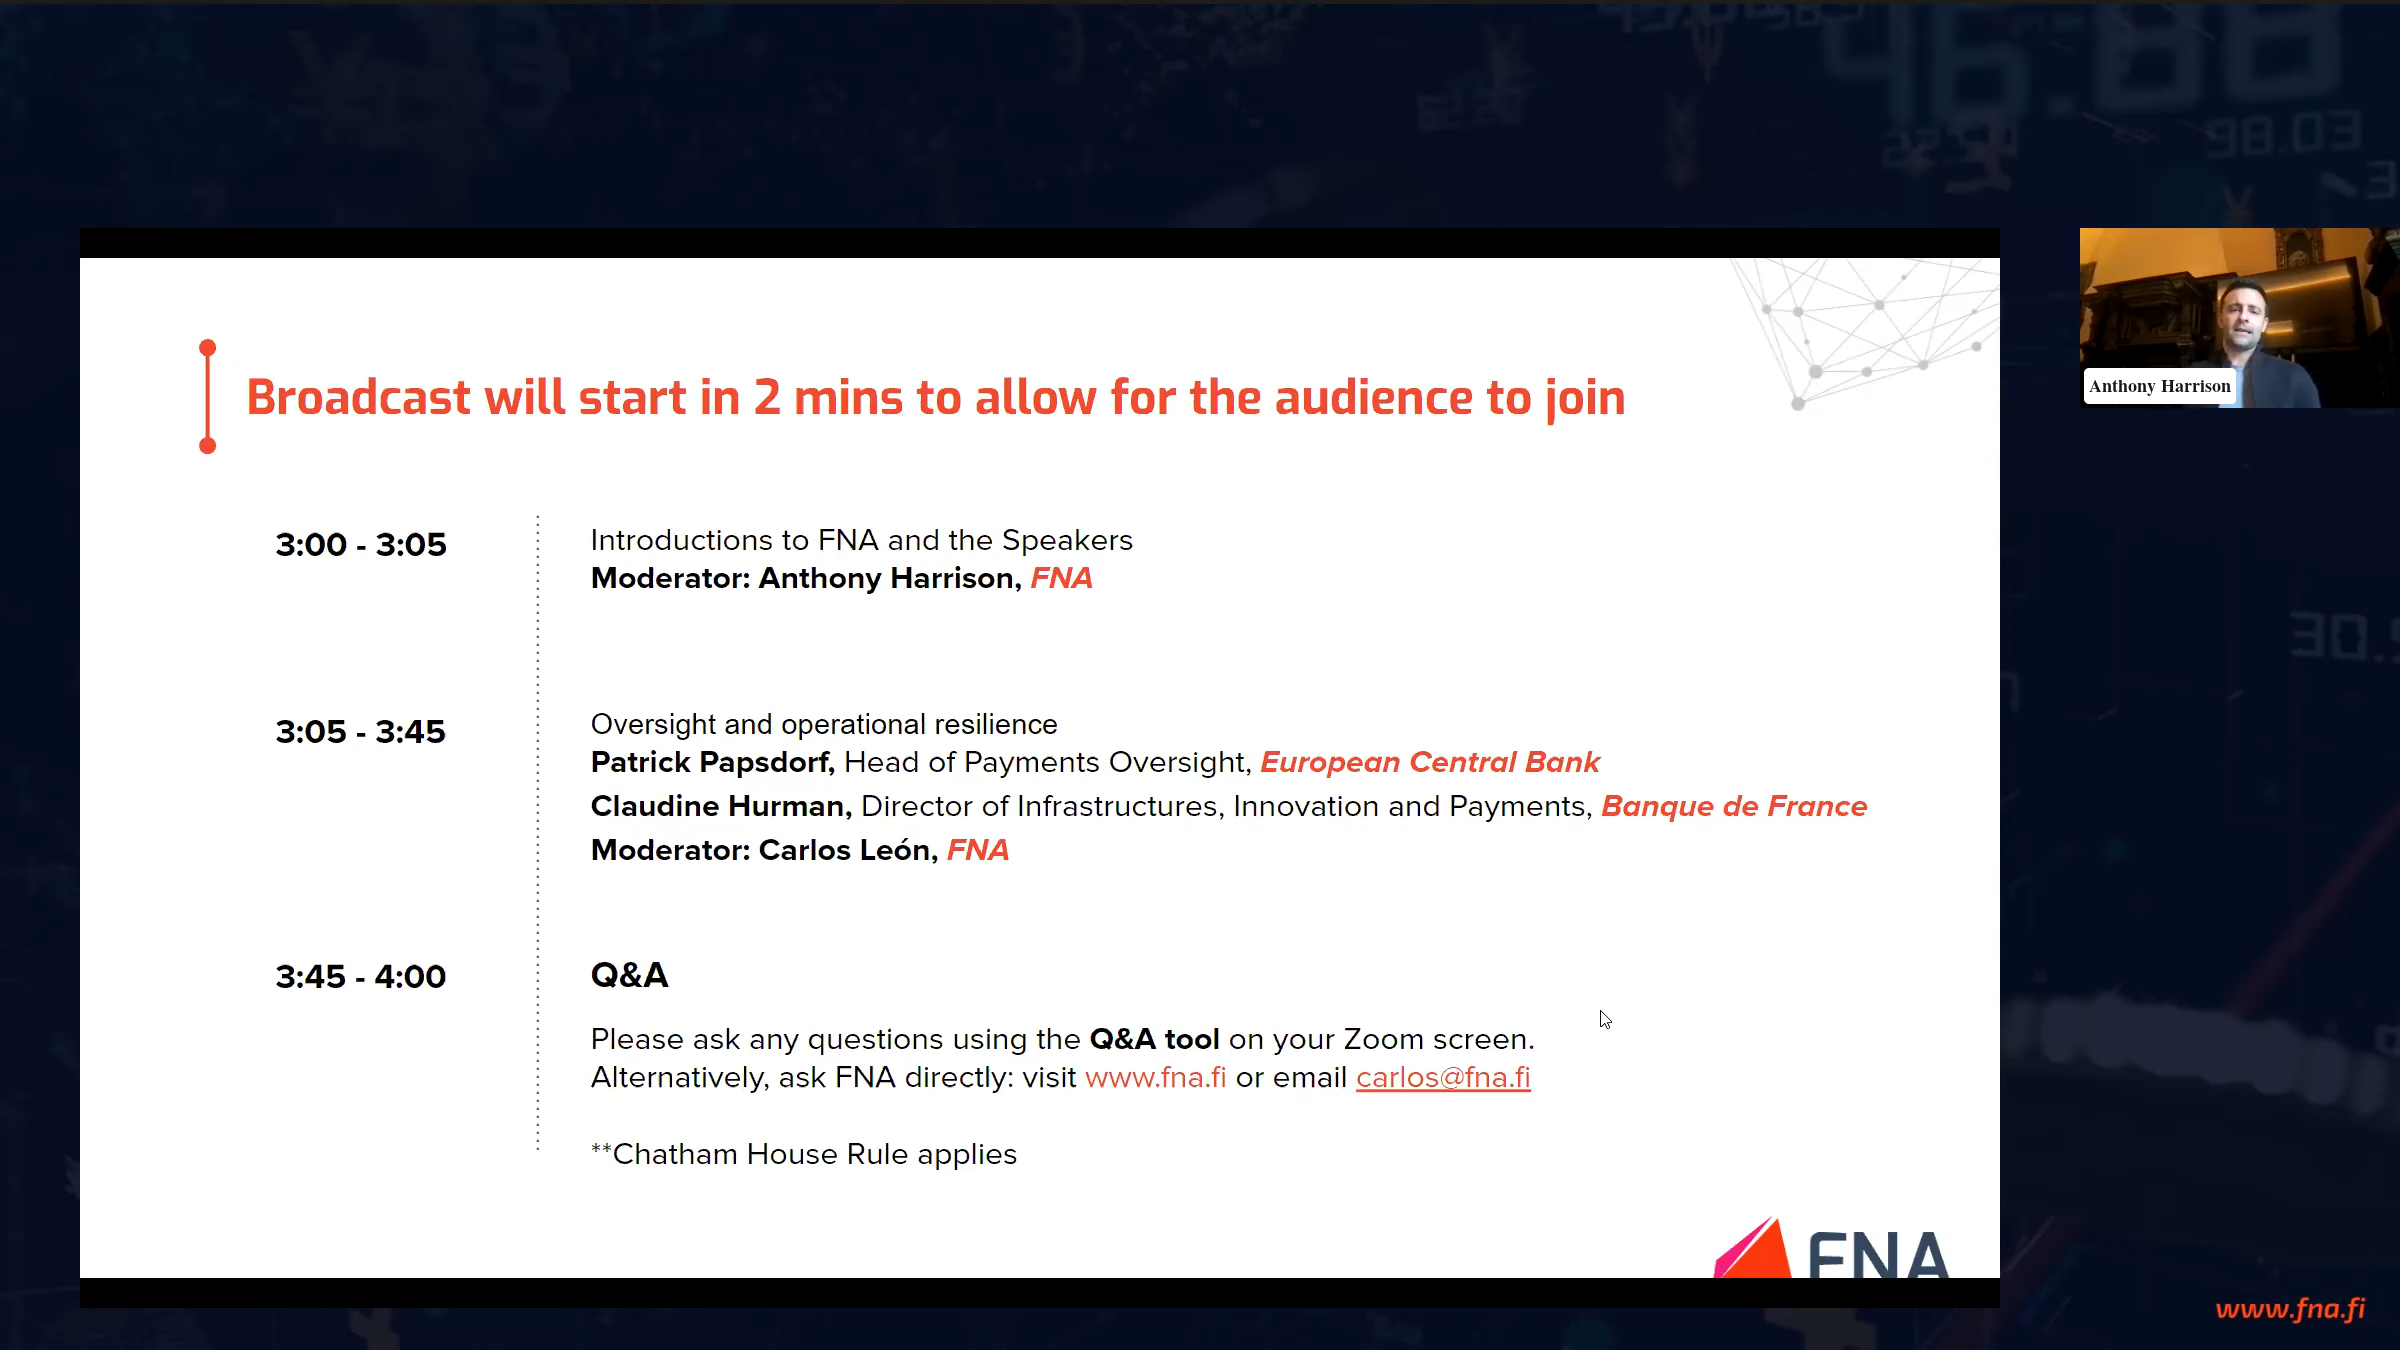 46.88
98.03
Anthony Harrison
Broadcast will start in 2 mins to allow for the audience to join
3:00 - 3:05
Introductions to FNA and the Speakers
Moderator: Anthony Harrison, FNA
3:05 - 3:45
Oversight and operational resilience
Patrick Papsdorf, Head of Payments Oversight, European Central Bank
Claudine Hurman, Director of Infrastructures, Innovation and Payments, Banque de France
Moderator: Carlos León, FNA
3:45 - 4:00
Q&A
Please ask any questions using the Q&A tool on your Zoom screen.
Alternatively, ask FNA directly: visit www.fna.fi or email carlos@fna.fi
**Chatham House Rule applies
FNA
www.fna.fi